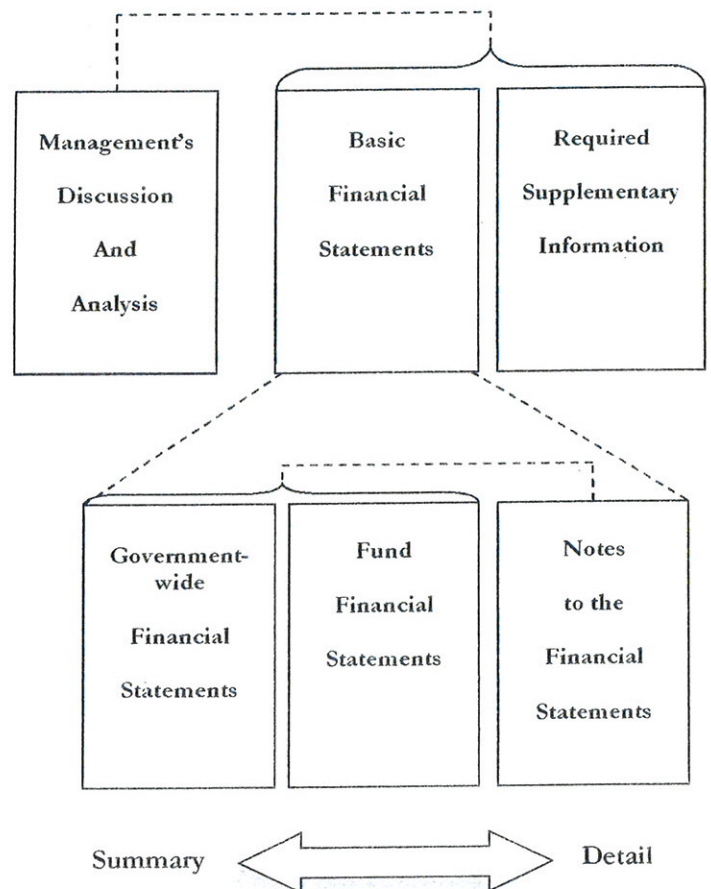 Management's
Discussion
And
Analysis
Basic
Financial
Statements
Required
Supplementary
Information
Government-
wide
Financial
Statements
Fund
Financial
Statements
Notes
to the
Financial
Statements
Summary
Detail